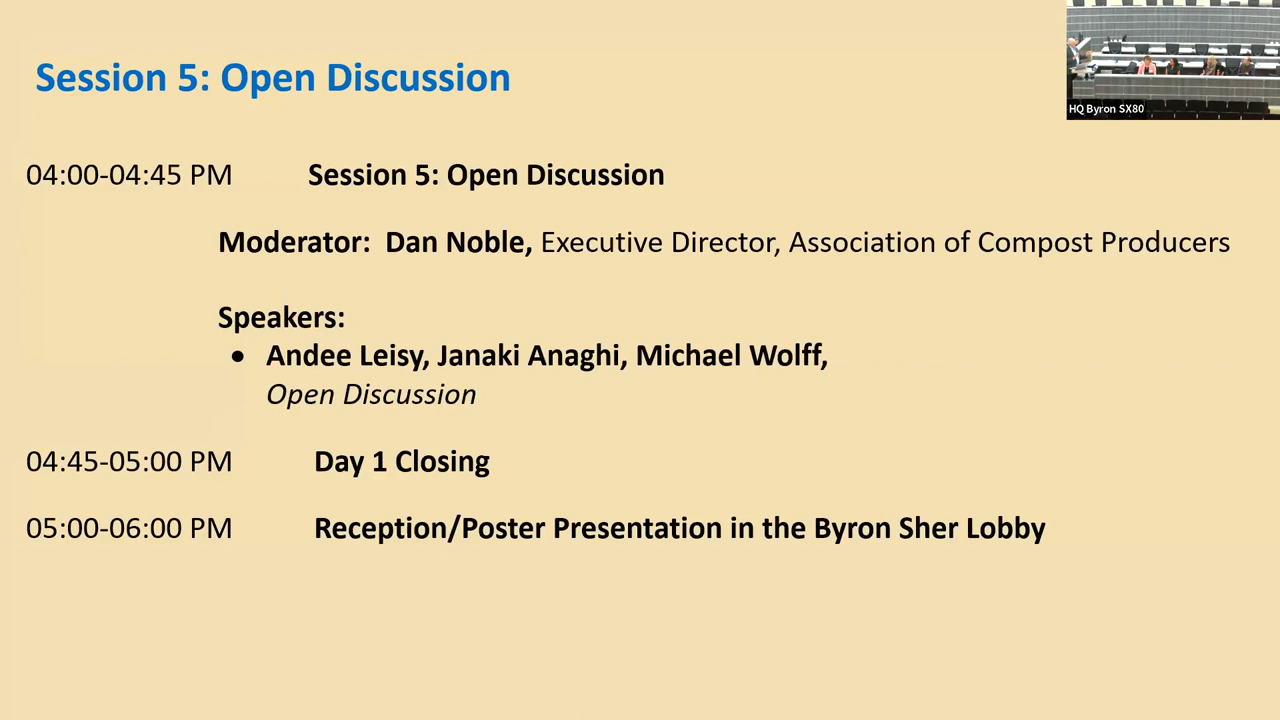 Session 5: Open Discussion
HQ Byron SX80
04:00-04:45 PM Session 5: Open Discussion
Moderator: Dan Noble, Executive Director, Association of Compost Producers
Speakers:
• Andee Leisy, Janaki Anaghi, Michael Wolff,
Open Discussion
04:45-05:00 PM Day 1 Closing
05:00-06:00 PM Reception/Poster Presentation in the Byron Sher Lobby